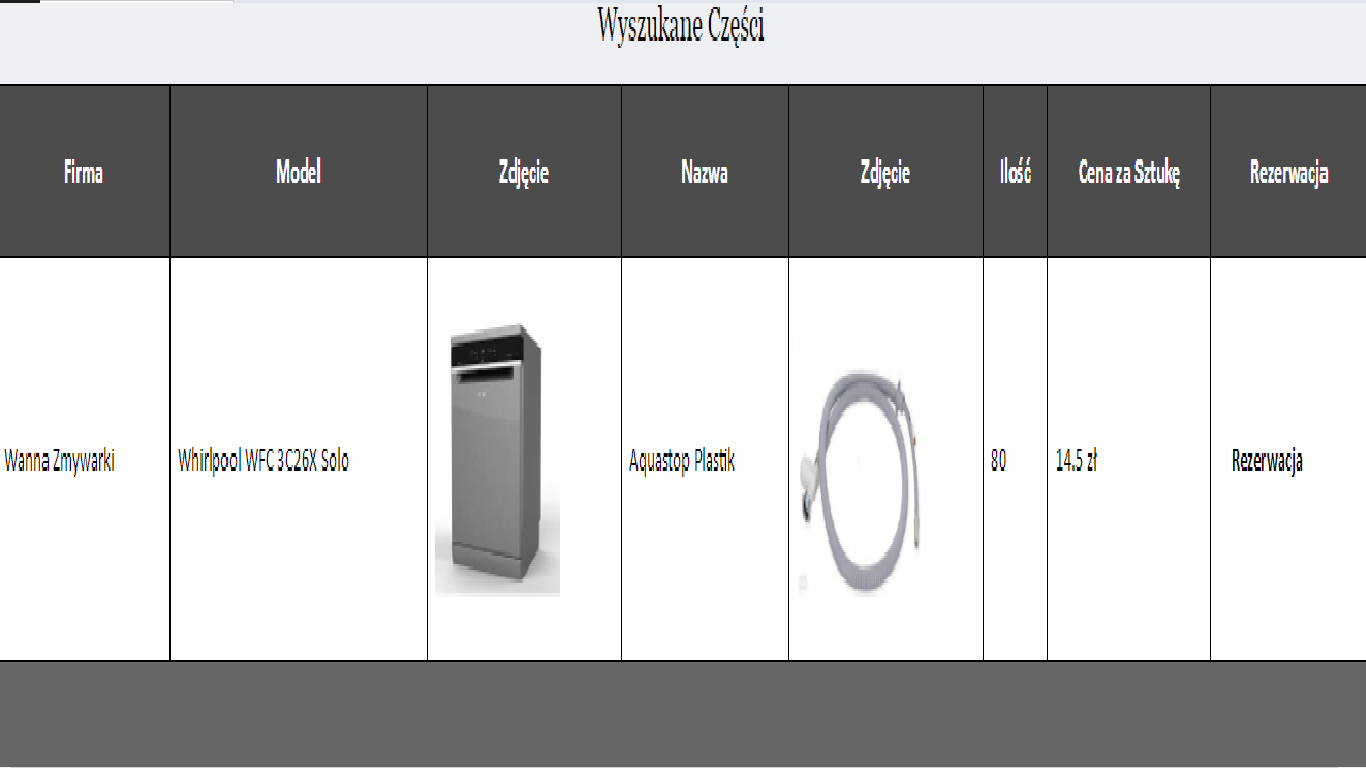 Wyszukane Części
Firma Model Zdjęcie Nazwa Zdjęcie Ilość Cena za Sztukę Rezerwacja
Wanna Zmywarki Whirlpool WFC 3C26X Solo Aquastop Plastik 80 14.5 zł Rezerwacja